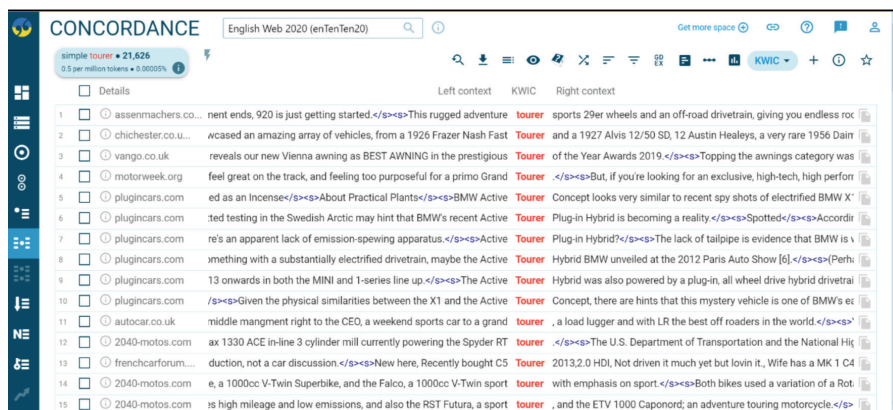 CONCORDANCE English Web 2020 (enTenTen20) Get more space
simple tourer • 21,626
0.5 per million tokens • 0.00005%
GD EX KWIC
Details Left context KWIC Right context
1 assenmachers.co... nent ends, 920 is just getting started.</s><s>This rugged adventure tourer sports 29er wheels and an off-road drivetrain, giving you endless roc
2 chichester.co.u... wcased an amazing array of vehicles, from a 1926 Frazer Nash Fast Tourer and a 1927 Alvis 12/50 SD, 12 Austin Healeys, a very rare 1956 Daim
3 vango.co.uk reveals our new Vienna awning as BEST AWNING in the prestigious Tourer of the Year Awards 2019.</s><s>Topping the awnings category was
4 motorweek.org feel great on the track, and feeling too purposeful for a primo Grand Tourer .</s><s>But, if you're looking for an exclusive, high-tech, high perforr
5 plugincars.com ed as an Incense</s><s>About Practical Plants</s><s>BMW Active Tourer Concept looks very similar to recent spy shots of electrified BMW X1
6 plugincars.com tted testing in the Swedish Arctic may hint that BMW's recent Active Tourer Plug-in Hybrid is becoming a reality.</s><s>Spotted</s><s>Accordir
7 plugincars.com re's an apparent lack of emission-spewing apparatus.</s><s>Active Tourer Plug-in Hybrid?</s><s>The lack of tailpipe is evidence that BMW is v
8 plugincars.com omething with a substantially electrified drivetrain, maybe the Active Tourer Hybrid BMW unveiled at the 2012 Paris Auto Show [6].</s><s>(Perha
9 plugincars.com 13 onwards in both the MINI and 1-series line up.</s><s>The Active Tourer Hybrid was also powered by a plug-in, all wheel drive hybrid drivetrai
10 plugincars.com /s><s>Given the physical similarities between the X1 and the Active Tourer Concept, there are hints that this mystery vehicle is one of BMW's ea
11 autocar.co.uk middle mangment right to the CEO, a weekend sports car to a grand tourer , a load lugger and with LR the best off roaders in the world.</s><s>
12 2040-motos.com ax 1330 ACE in-line 3 cylinder mill currently powering the Spyder RT tourer .</s><s>The U.S. Department of Transportation and the National Hig
13 frenchcarforum.... duction, not a car discussion.</s><s>New here, Recently bought C5 Tourer 2013,2.0 HDI, Not driven it much yet but lovin it., Wife has a MK 1 C4
14 2040-motos.com e, a 1000cc V-Twin Superbike, and the Falco, a 1000cc V-Twin sport tourer with emphasis on sport.</s><s>Both bikes used a variation of a Rot
15 2040-motos.com es high mileage and low emissions, and also the RST Futura, a sport tourer , and the ETV 1000 Caponord; an adventure touring motorcycle.</s>